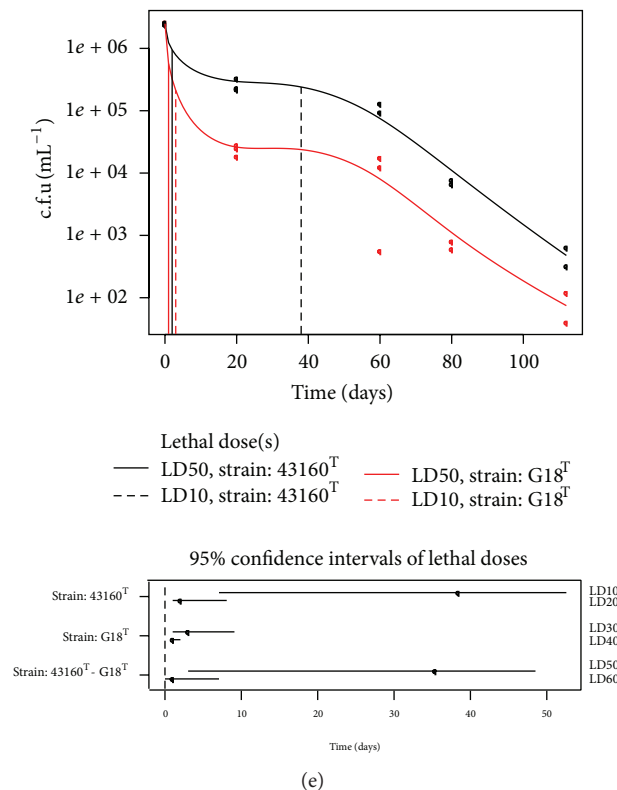 1e + 06
1e + 05
1e + 04
1e + 03
1e + 02
c.f.u (mL⁻¹)
0 20 40 60 80 100
Time (days)
Lethal dose(s)
LD50, strain: 43160ᵀ
LD10, strain: 43160ᵀ
LD50, strain: G18ᵀ
LD10, strain: G18ᵀ
95% confidence intervals of lethal doses
Strain: 43160ᵀ
Strain: G18ᵀ
Strain: 43160ᵀ - G18ᵀ
LD10
LD20
LD30
LD40
LD50
LD60
0 10 20 30 40 50
Time (days)
(e)